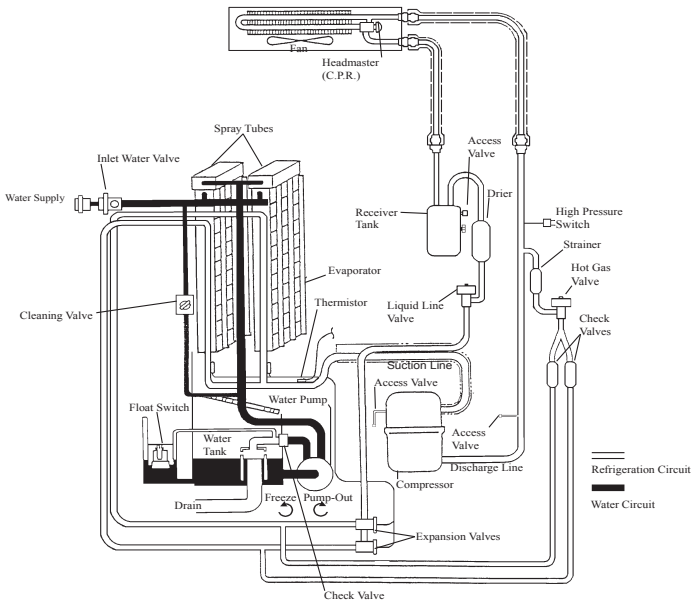 Fan
Headmaster
(C.P.R.)
Spray Tubes
Access
Valve
Inlet Water Valve
Drier
Water Supply
Receiver
Tank
High Pressure
Switch
Strainer
Evaporator
Hot Gas
Valve
Thermistor
Liquid Line
Valve
Cleaning Valve
Check
Valves
Suction Line
Access Valve
Water Pump
Float Switch
Water
Tank
Access
Valve
Discharge Line
Refrigeration Circuit
Compressor
Drain
Freeze
Pump-Out
Water Circuit
Expansion Valves
Check Valve